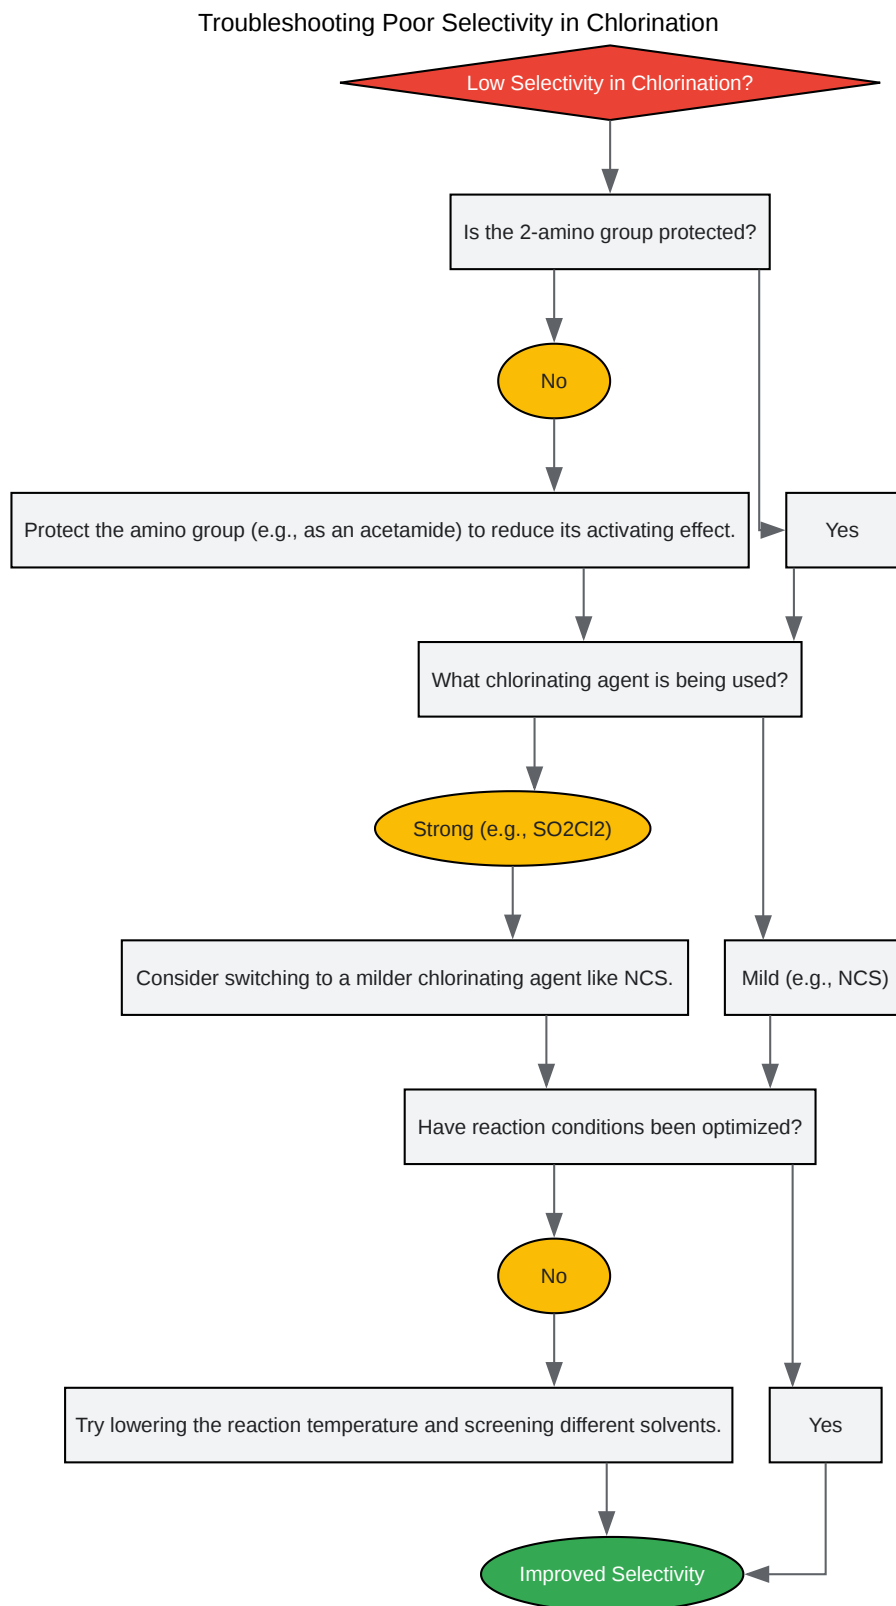 Troubleshooting Poor Selectivity in Chlorination
Low Selectivity in Chlorination?
Is the 2-amino group protected?
No
Protect the amino group (e.g., as an acetamide) to reduce its activating effect.
Yes
What chlorinating agent is being used?
Strong (e.g., SO2Cl2)
Consider switching to a milder chlorinating agent like NCS.
Mild (e.g., NCS)
Have reaction conditions been optimized?
No
Try lowering the reaction temperature and screening different solvents.
Yes
Improved Selectivity